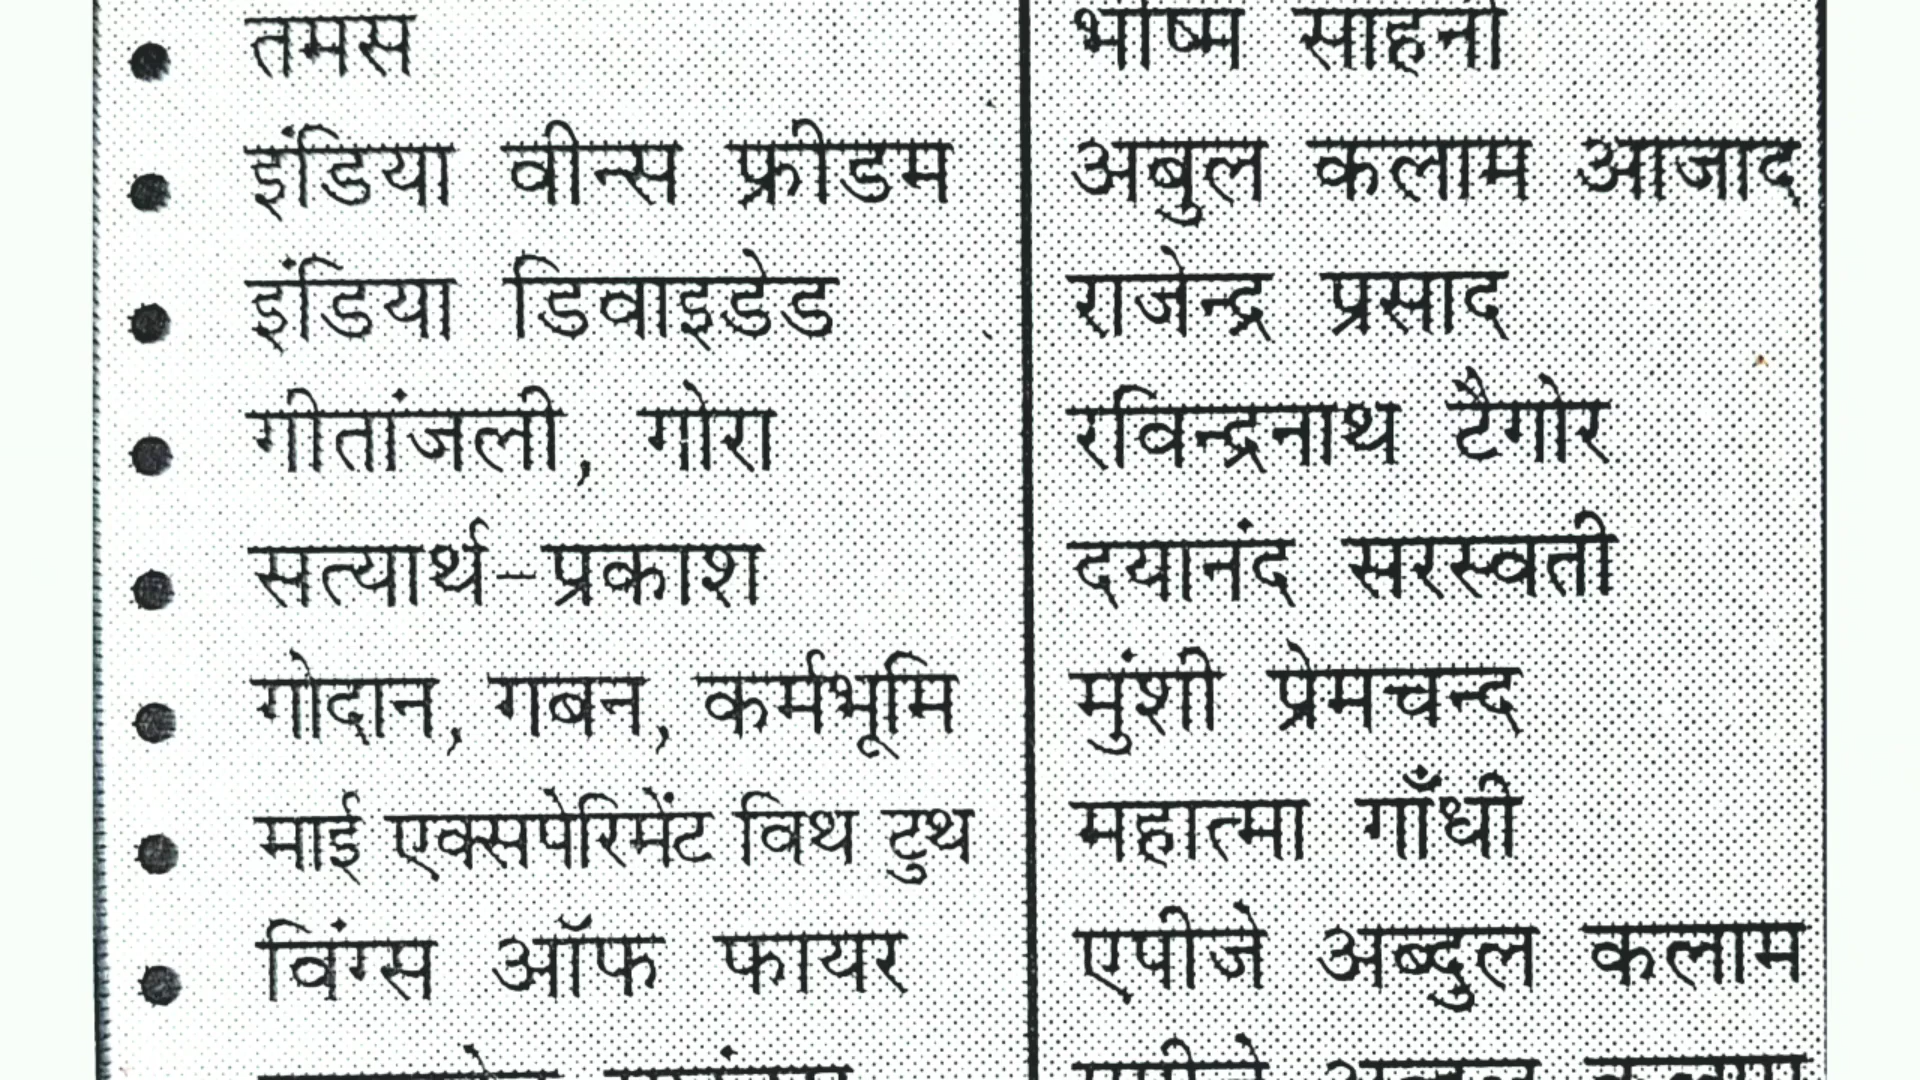 तमस भीष्म साहनी
इंडिया वीन्स फ्रीडम अबुल कलाम आजाद
इंडिया डिवाइडेड राजेन्द्र प्रसाद
गीतांजली, गोरा रविन्द्रनाथ टैगोर
सत्यार्थ-प्रकाश दयानंद सरस्वती
गोदान, गबन, कर्मभूमि मुंशी प्रेमचन्द
माई एक्सपेरिमेंट विथ टुथ महात्मा गाँधी
विंग्स ऑफ फायर एपीजे अब्दुल कलाम